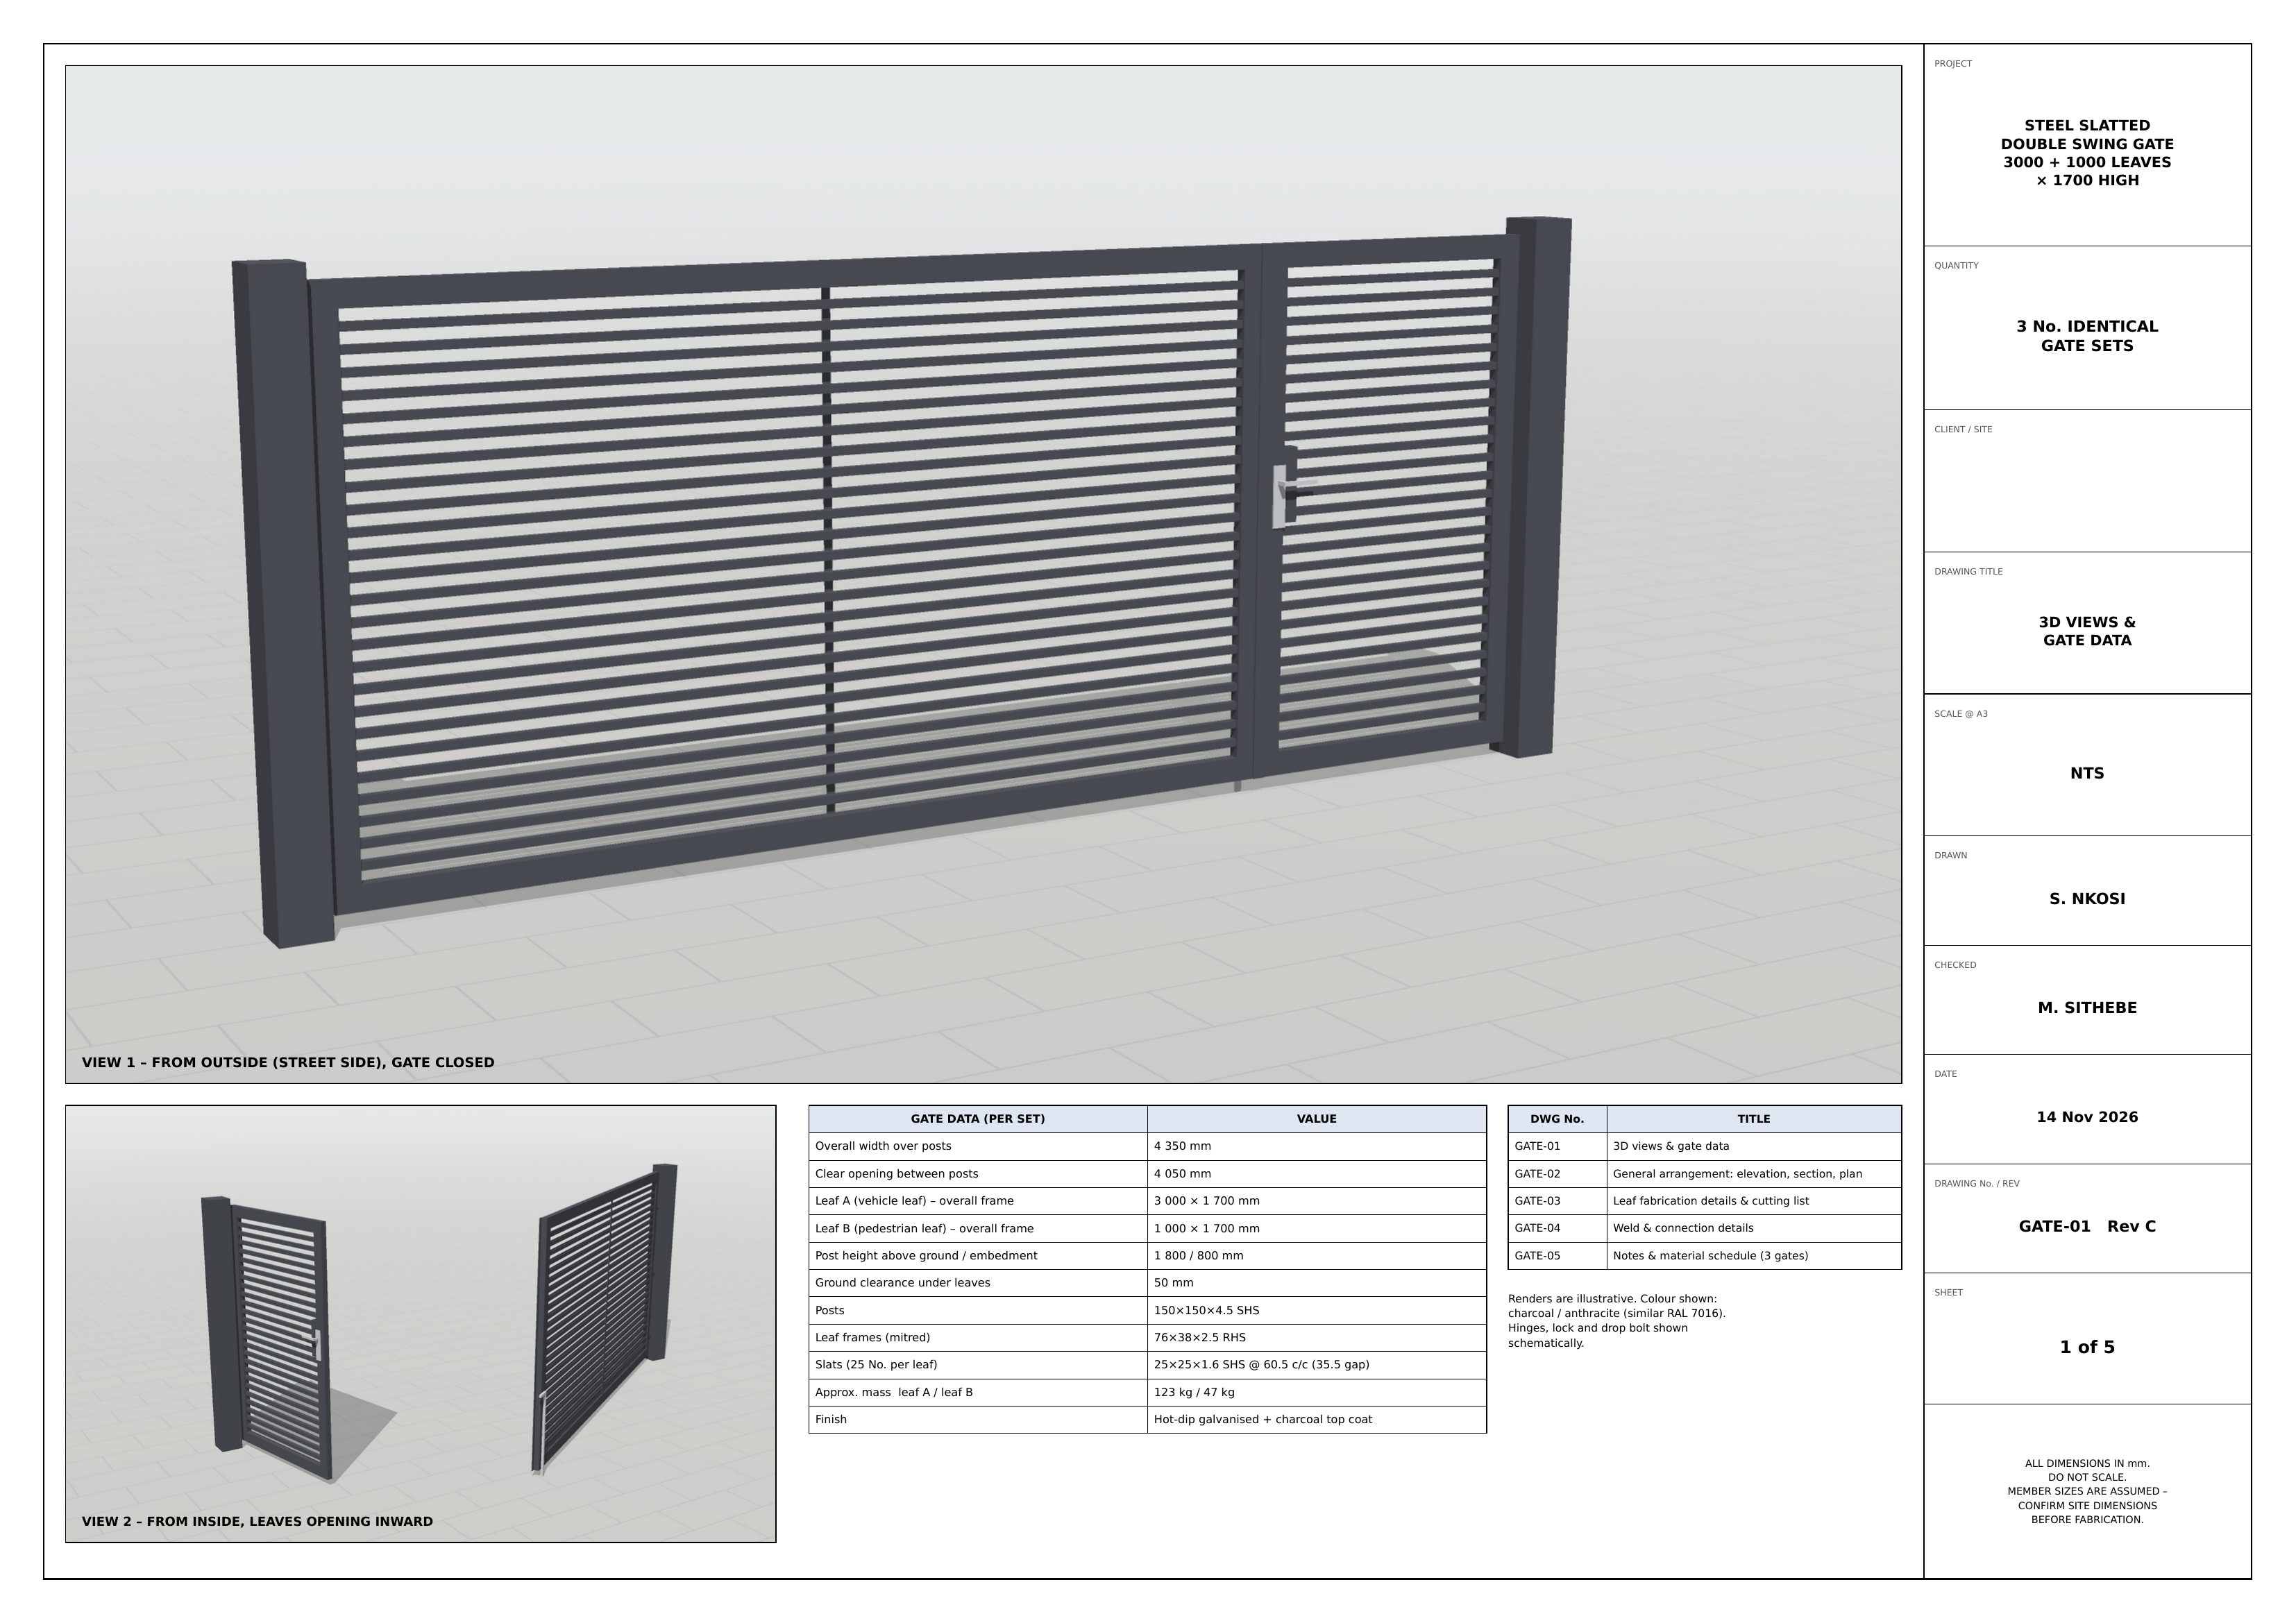 VIEW 1 – FROM OUTSIDE (STREET SIDE), GATE CLOSED
VIEW 2 – FROM INSIDE, LEAVES OPENING INWARD
GATE DATA (PER SET) VALUE
Overall width over posts 4 350 mm
Clear opening between posts 4 050 mm
Leaf A (vehicle leaf) – overall frame 3 000 × 1 700 mm
Leaf B (pedestrian leaf) – overall frame 1 000 × 1 700 mm
Post height above ground / embedment 1 800 / 800 mm
Ground clearance under leaves 50 mm
Posts 150×150×4.5 SHS
Leaf frames (mitred) 76×38×2.5 RHS
Slats (25 No. per leaf) 25×25×1.6 SHS @ 60.5 c/c (35.5 gap)
Approx. mass leaf A / leaf B 123 kg / 47 kg
Finish Hot-dip galvanised + charcoal top coat
DWG No. TITLE
GATE-01 3D views & gate data
GATE-02 General arrangement: elevation, section, plan
GATE-03 Leaf fabrication details & cutting list
GATE-04 Weld & connection details
GATE-05 Notes & material schedule (3 gates)
Renders are illustrative. Colour shown:
charcoal / anthracite (similar RAL 7016).
Hinges, lock and drop bolt shown
schematically.
PROJECT
STEEL SLATTED
DOUBLE SWING GATE
3000 + 1000 LEAVES
× 1700 HIGH
QUANTITY
3 No. IDENTICAL
GATE SETS
CLIENT / SITE
DRAWING TITLE
3D VIEWS &
GATE DATA
SCALE @ A3
NTS
DRAWN
S. NKOSI
CHECKED
M. SITHEBE
DATE
14 Nov 2026
DRAWING No. / REV
GATE-01 Rev C
SHEET
1 of 5
ALL DIMENSIONS IN mm.
DO NOT SCALE.
MEMBER SIZES ARE ASSUMED –
CONFIRM SITE DIMENSIONS
BEFORE FABRICATION.